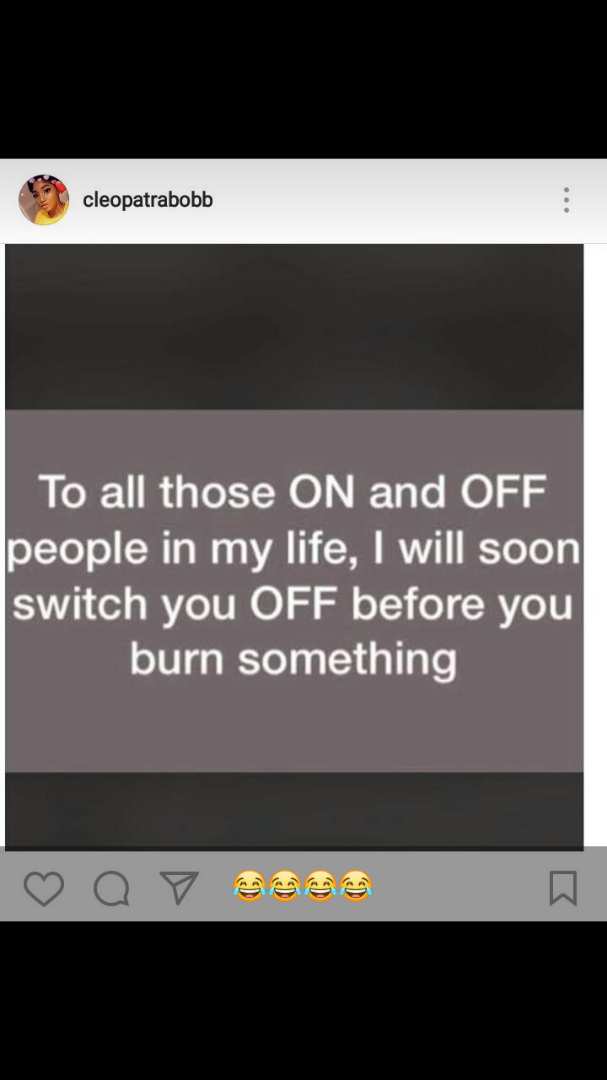 cleopatrabobb
To all those ON and OFF
people in my life, I will soon
switch you OFF before you
burn something
😂😂😂😂